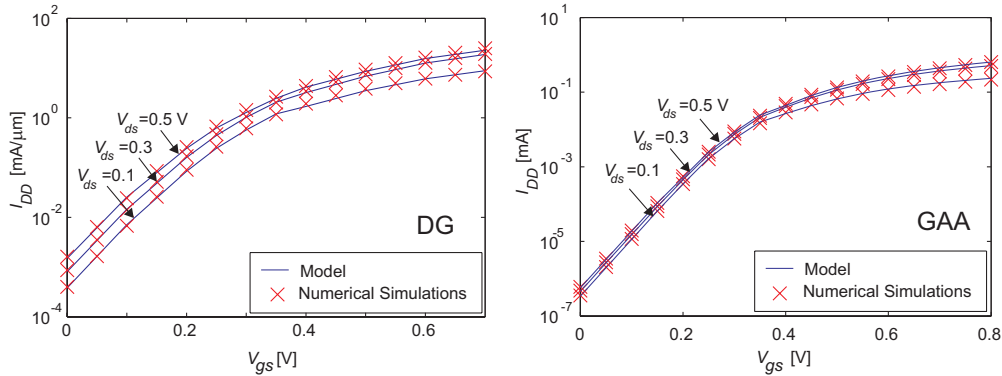 10^2
10^0
10^-2
10^-4
I_DD [mA/μm]
V_ds=0.5 V
V_ds=0.3
V_ds=0.1
DG
Model
Numerical Simulations
0 0.2 0.4 0.6
V_gs [V]
10^1
10^-1
10^-3
10^-5
10^-7
I_DD [mA]
V_ds=0.5 V
V_ds=0.3
V_ds=0.1
GAA
Model
Numerical Simulations
0 0.2 0.4 0.6 0.8
V_gs [V]